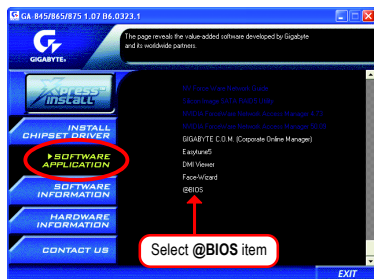 GA-845/865/875 1.07 B6.0323.1
The page reveals the value-added software developed by Gigabyte
and its worldwide partners.
GIGABYTE
Xpress
INSTALL
INSTALL
CHIPSET DRIVER
SOFTWARE
APPLICATION
SOFTWARE
INFORMATION
HARDWARE
INFORMATION
CONTACT US
GIGABYTE C.O.M. (Corporate Online Manager)
Easytune5
DMI Viewer
Face-Wizard
@BIOS
Select @BIOS item
EXIT